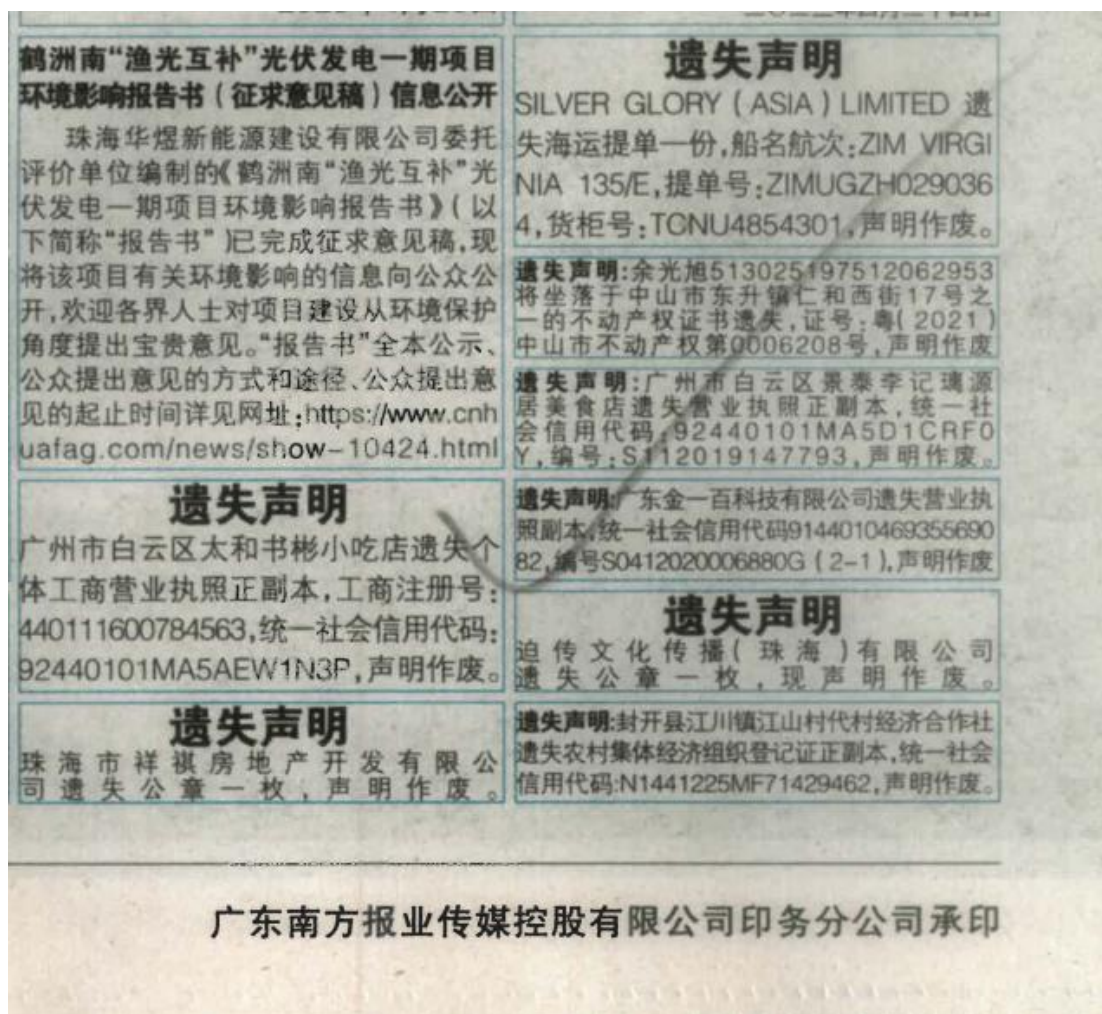 鹤洲南“渔光互补”光伏发电一期项目
环境影响报告书（征求意见稿）信息公开
珠海华煜新能源建设有限公司委托
评价单位编制的《鹤洲南“渔光互补”光
伏发电一期项目环境影响报告书》（以
下简称“报告书”）已完成征求意见稿,现
将该项目有关环境影响的信息向公众公
开,欢迎各界人士对项目建设从环境保护
角度提出宝贵意见。“报告书”全本公示、
公众提出意见的方式和途径、公众提出意
见的起止时间详见网址:https://www.cnh
uafag.com/news/show-10424.html
遗失声明
广州市白云区太和书彬小吃店遗失个
体工商营业执照正副本,工商注册号:
440111600784563,统一社会信用代码:
92440101MA5AEW1N3P,声明作废。
遗失声明
珠海市祥祺房地产开发有限公
司遗失公章一枚,声明作废。
遗失声明
SILVER GLORY（ASIA）LIMITED 遗
失海运提单一份,船名航次:ZIM VIRGI
NIA 135/E,提单号:ZIMUGZH029036
4,货柜号:TCNU4854301,声明作废。
遗失声明:余光旭513025197512062953
将坐落于中山市东升镇仁和西街17号之
一的不动产权证书遗失,证号:粤（2021）
中山市不动产权第0006208号,声明作废
遗失声明:广州市白云区景泰李记璃源
居美食店遗失营业执照正副本,统一社
会信用代码:92440101MA5D1CRF0
Y,编号:S112019147793,声明作废。
遗失声明:广东金一百科技有限公司遗失营业执
照副本,统一社会信用代码9144010469355690
82,编号S0412020006880G（2-1）,声明作废
遗失声明
迫传文化传播（珠海）有限公司
遗失公章一枚,现声明作废。
遗失声明:封开县江川镇江山村代村经济合作社
遗失农村集体经济组织登记证正副本,统一社会
信用代码:N1441225MF71429462,声明作废。
广东南方报业传媒控股有限公司印务分公司承印